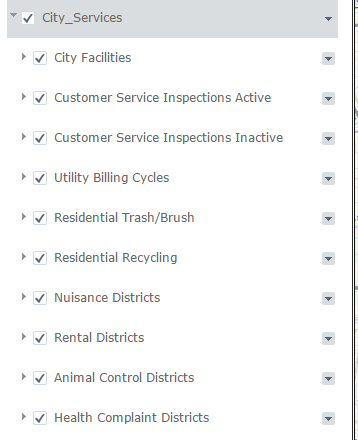 City_Services
City Facilities
Customer Service Inspections Active
Customer Service Inspections Inactive
Utility Billing Cycles
Residential Trash/Brush
Residential Recycling
Nuisance Districts
Rental Districts
Animal Control Districts
Health Complaint Districts